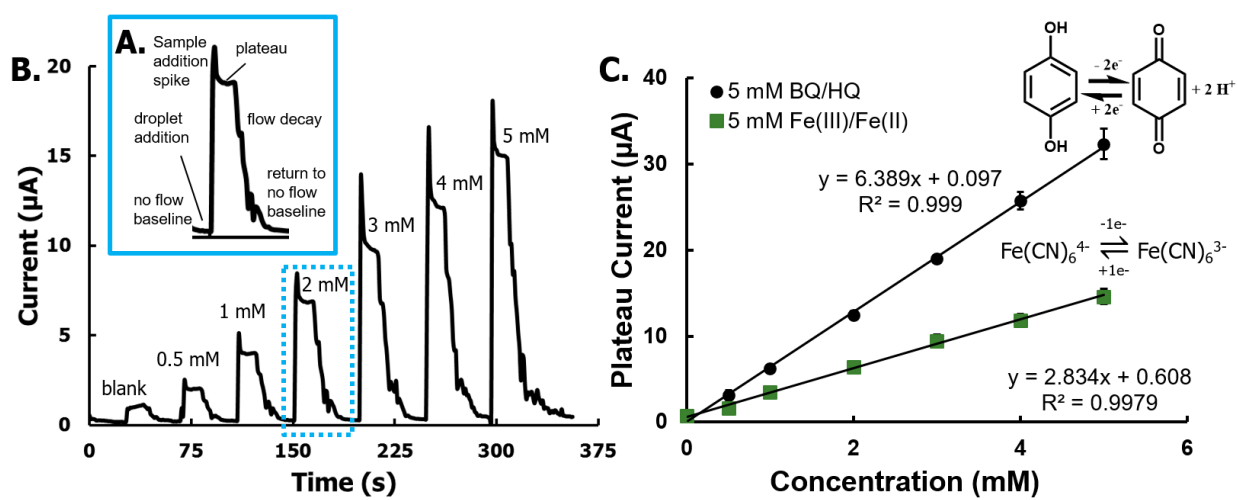 A.
Sample
addition
spike
plateau
droplet
addition
flow decay
no flow
baseline
return to
no flow
baseline
B.
Current (µA)
20
15
10
5
0
blank
0.5 mM
1 mM
2 mM
3 mM
4 mM
5 mM
0
75
150
225
300
375
Time (s)
C.
Plateau Current (µA)
40
30
20
10
0
5 mM BQ/HQ
5 mM Fe(III)/Fe(II)
OH
OH
- 2e⁻
+ 2e⁻
O
O
+ 2 H⁺
y = 6.389x + 0.097
R² = 0.999
-1e-
Fe(CN)₆⁴⁻ ⇌ Fe(CN)₆³⁻
+1e-
y = 2.834x + 0.608
R² = 0.9979
0
2
4
6
Concentration (mM)